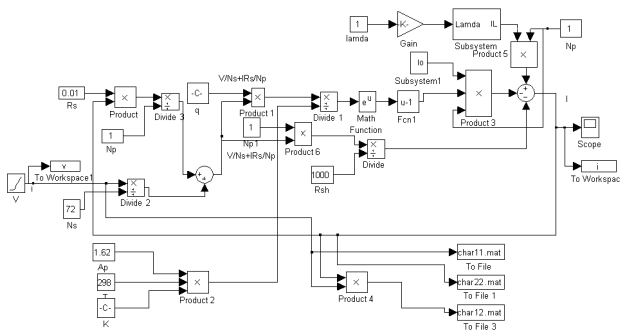 1
lamda
-K-
Gain
Lamda IL
Subsystem
×
Product 5
1
Np
Io
Subsystem1
V/Ns+IRs/Np
0.01
Rs
×
Product
×
÷
Divide 3
-C-
q
×
Product 1
×
÷
Divide 1
e^u
Math
Function
u-1
Fcn1
×
Product 3
I
Scope
1
Np
1
Np1
V/Ns+IRs/Np
×
Product 6
×
÷
Divide
1000
Rsh
i
To Workspac
v
To Workspace1
V
72
Ns
×
÷
Divide 2
1.62
Ap
298
T
-C-
K
×
Product 2
×
Product 4
char11.mat
To File
char22.mat
To File 1
char12.mat
To File 3